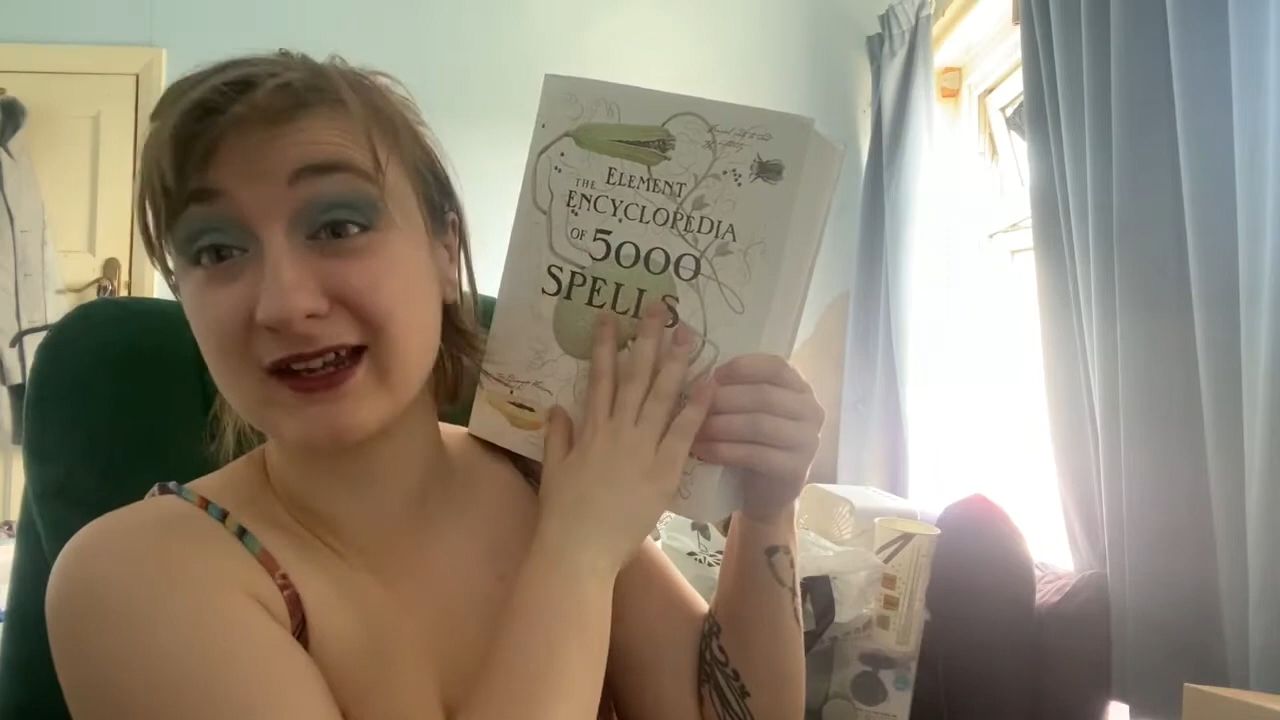 ELEMENT
THE
ENCYCLOPEDIA
OF 5000
SPELLS